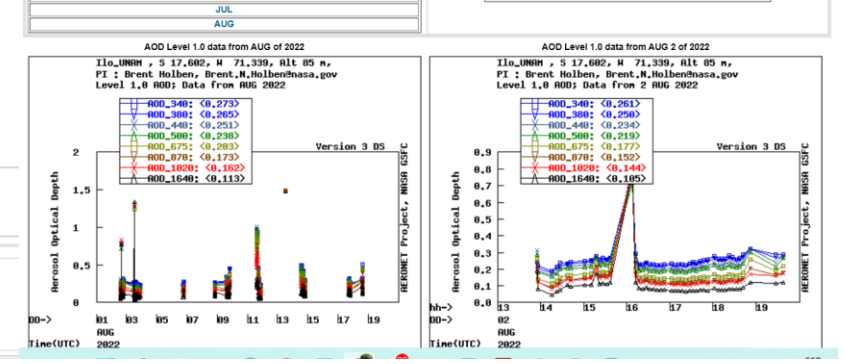 JUL
AUG
AOD Level 1.0 data from AUG of 2022
Ilo_UNAM , S 17.602, W 71.339, Alt 85 m,
PI : Brent Holben, Brent.N.Holben@nasa.gov
Level 1.0 AOD; Data from AUG 2022
AOD_340: <0.273>
AOD_380: <0.265>
AOD_440: <0.251>
AOD_500: <0.238>
AOD_675: <0.203>
AOD_870: <0.173>
AOD_1020: <0.162>
AOD_1640: <0.113>
Version 3 DS
AERONET Project, NASA GSFC
Aerosol Optical Depth
2
1.5
1
0.5
0
DD-> 01 03 05 07 09 11 13 15 17 19
AUG
Time(UTC) 2022
AOD Level 1.0 data from AUG 2 of 2022
Ilo_UNAM , S 17.602, W 71.339, Alt 85 m,
PI : Brent Holben, Brent.N.Holben@nasa.gov
Level 1.0 AOD; Data from 2 AUG 2022
AOD_340: <0.261>
AOD_380: <0.250>
AOD_440: <0.234>
AOD_500: <0.219>
AOD_675: <0.177>
AOD_870: <0.152>
AOD_1020: <0.144>
AOD_1640: <0.105>
Version 3 DS
AERONET Project, NASA GSFC
Aerosol Optical Depth
0.9
0.8
0.7
0.6
0.5
0.4
0.3
0.2
0.1
0.0
hh-> 13 14 15 16 17 18 19
DD-> 02
AUG
Time(UTC) 2022